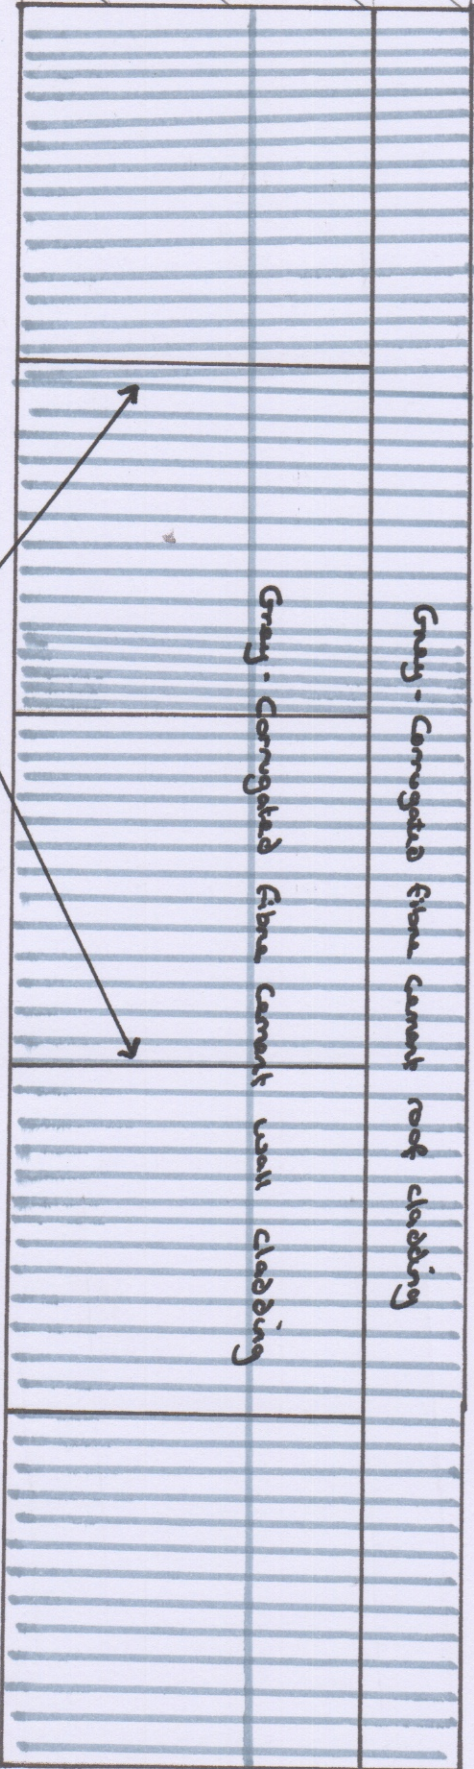 Grey - Corrugated fibre cement roof cladding
Grey - Corrugated fibre cement wall cladding